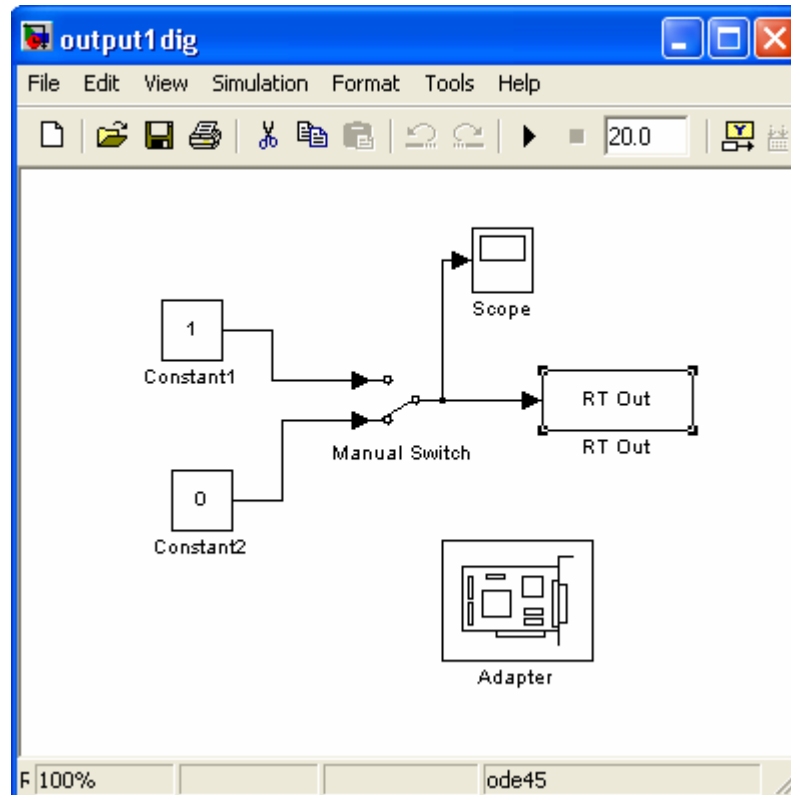 output1dig
File Edit View Simulation Format Tools Help
20.0
Scope
1
Constant1
RT Out
RT Out
Manual Switch
0
Constant2
Adapter
100%
ode45